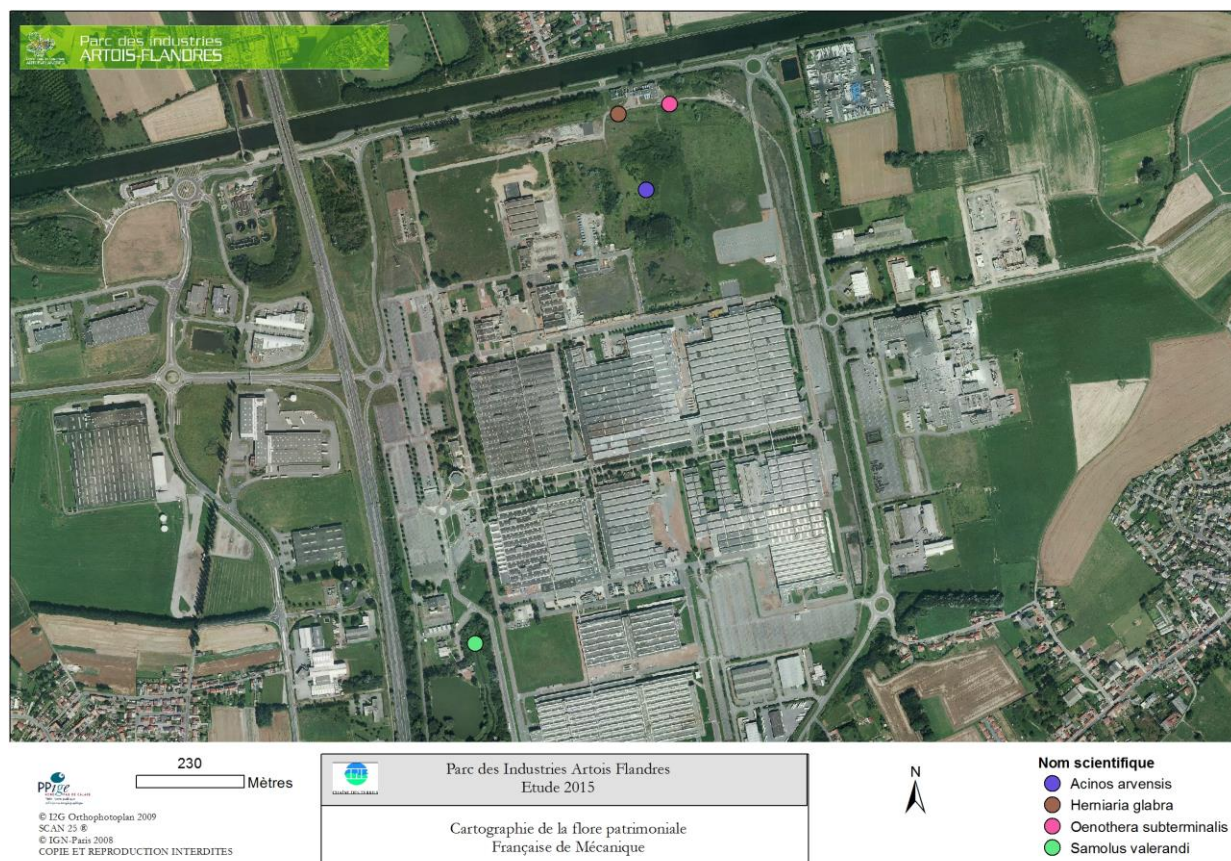 Parc des industries
ARTOIS-FLANDRES
230
Mètres
PPige
© I2G Orthophotoplan 2009
SCAN 25 ®
© IGN-Paris 2008
COPIE ET REPRODUCTION INTERDITES
CPIE
Parc des Industries Artois Flandres
Etude 2015
Cartographie de la flore patrimoniale
Française de Mécanique
N
Nom scientifique
Acinos arvensis
Herniaria glabra
Oenothera subterminalis
Samolus valerandi